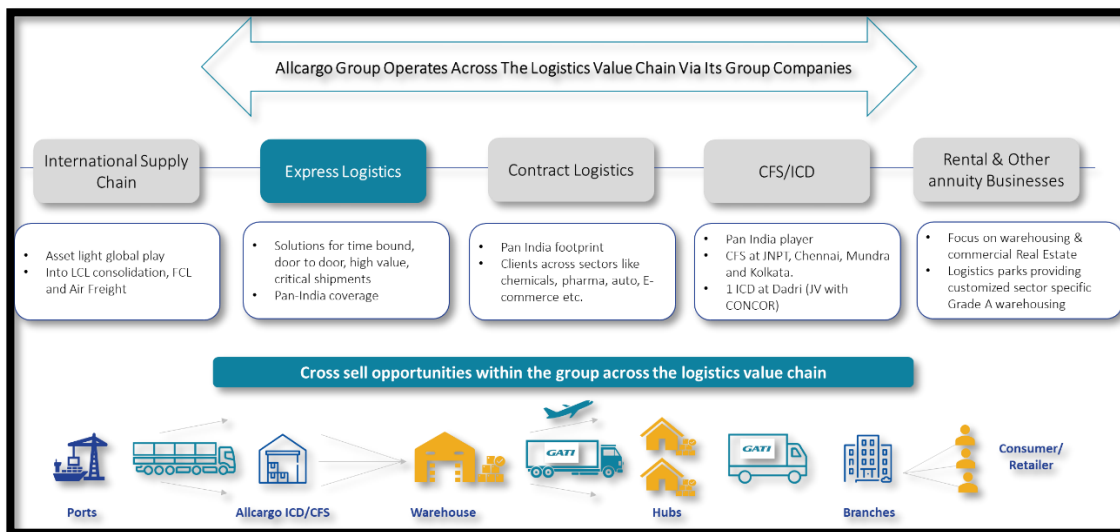 Allcargo Group Operates Across The Logistics Value Chain Via Its Group Companies
International Supply
Chain
Express Logistics
Contract Logistics
CFS/ICD
Rental & Other
annuity Businesses
• Asset light global play
• Into LCL consolidation, FCL
and Air Freight
• Solutions for time bound,
door to door, high value,
critical shipments
• Pan-India coverage
• Pan India footprint
• Clients across sectors like
chemicals, pharma, auto, E-
commerce etc.
• Pan India player
• CFS at JNPT, Chennai, Mundra
and Kolkata.
• 1 ICD at Dadri (JV with
CONCOR)
• Focus on warehousing &
commercial Real Estate
• Logistics parks providing
customized sector specific
Grade A warehousing
Cross sell opportunities within the group across the logistics value chain
GATI
GATI
Consumer/
Retailer
Ports
Allcargo ICD/CFS
Warehouse
Hubs
Branches